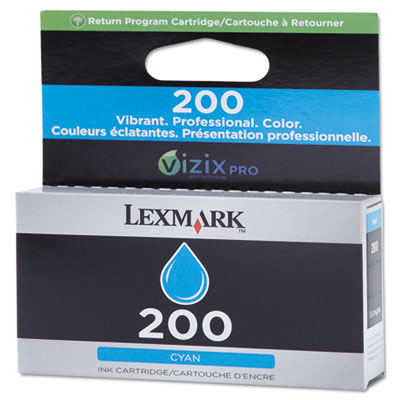 Return Program Cartridge/Cartouche à Retourner
200
Vibrant. Professional. Color.
Couleurs éclatantes. Présentation professionnelle.
Vizix PRO
LEXMARK™
200
CYAN
INK CARTRIDGE/CARTOUCHE D'ENCRE
200